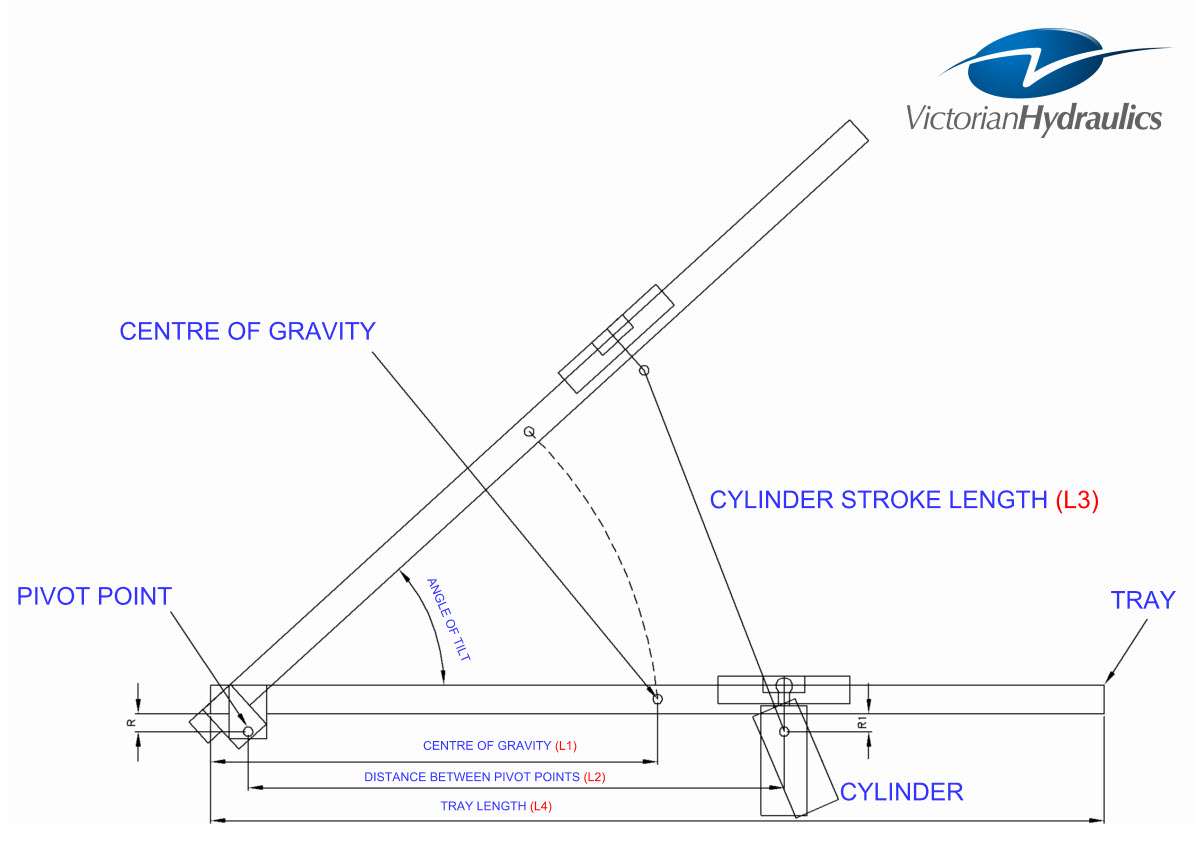 VictorianHydraulics
CENTRE OF GRAVITY
CYLINDER STROKE LENGTH (L3)
PIVOT POINT
ANGLE OF TILT
TRAY
R
R1
CENTRE OF GRAVITY (L1)
DISTANCE BETWEEN PIVOT POINTS (L2)
CYLINDER
TRAY LENGTH (L4)